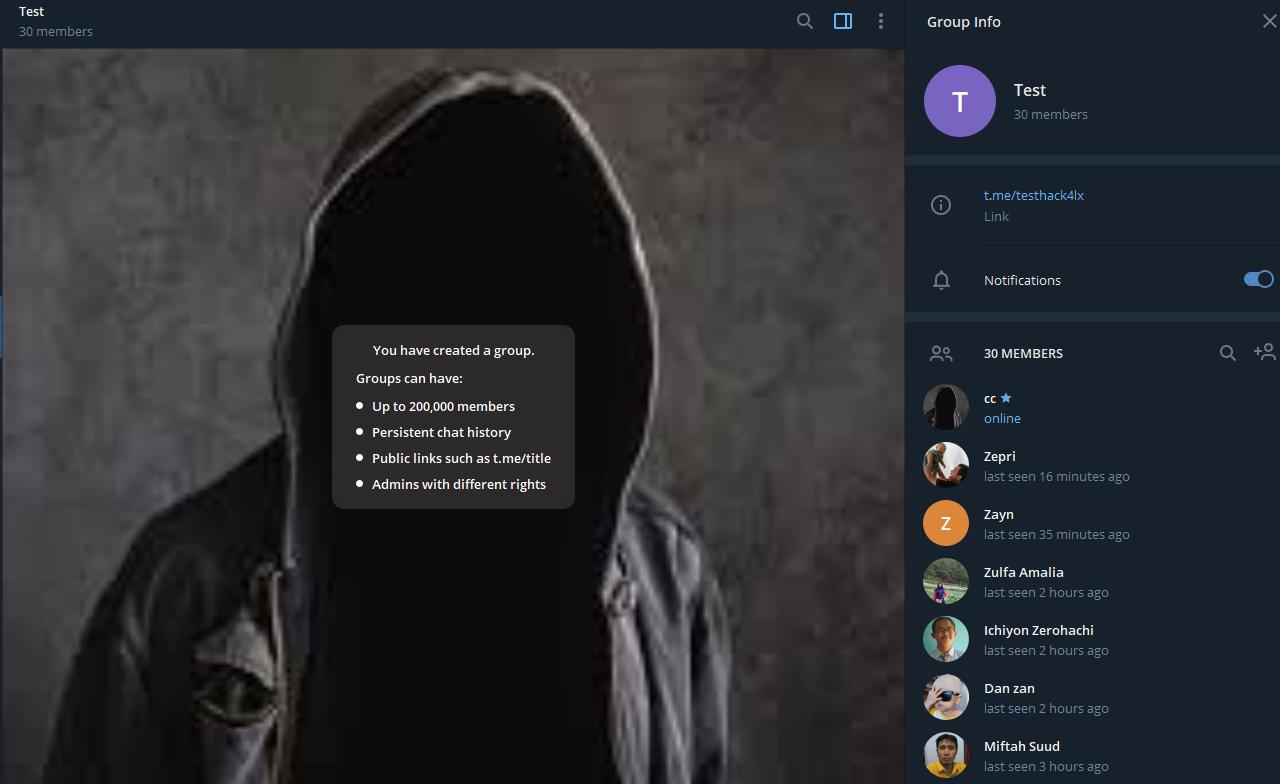 Test
30 members
You have created a group.
Groups can have:
Up to 200,000 members
Persistent chat history
Public links such as t.me/title
Admins with different rights
Group Info
T
Test
30 members
t.me/testhack4lx
Link
Notifications
30 MEMBERS
cc
online
Zepri
last seen 16 minutes ago
Z
Zayn
last seen 35 minutes ago
Zulfa Amalia
last seen 2 hours ago
Ichiyon Zerohachi
last seen 2 hours ago
Dan zan
last seen 2 hours ago
Miftah Suud
last seen 3 hours ago